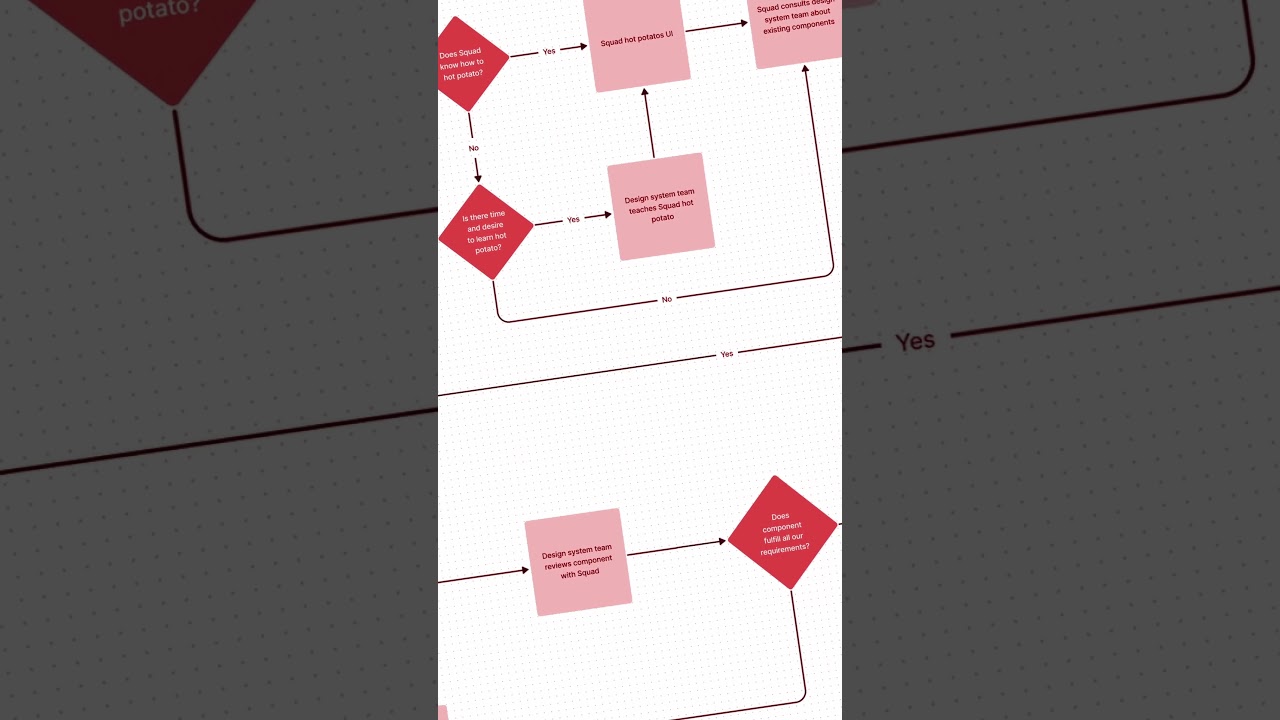 potato?
Does Squad
know how to
hot potato?
Yes
Squad hot potatos UI
Squad consults design
system team about
existing components
No
Is there time
and desire
to learn hot
potato?
Yes
Design system team
teaches Squad hot
potato
No
Yes
Yes
Design system team
reviews component
with Squad
Does
component
fulfill all our
requirements?